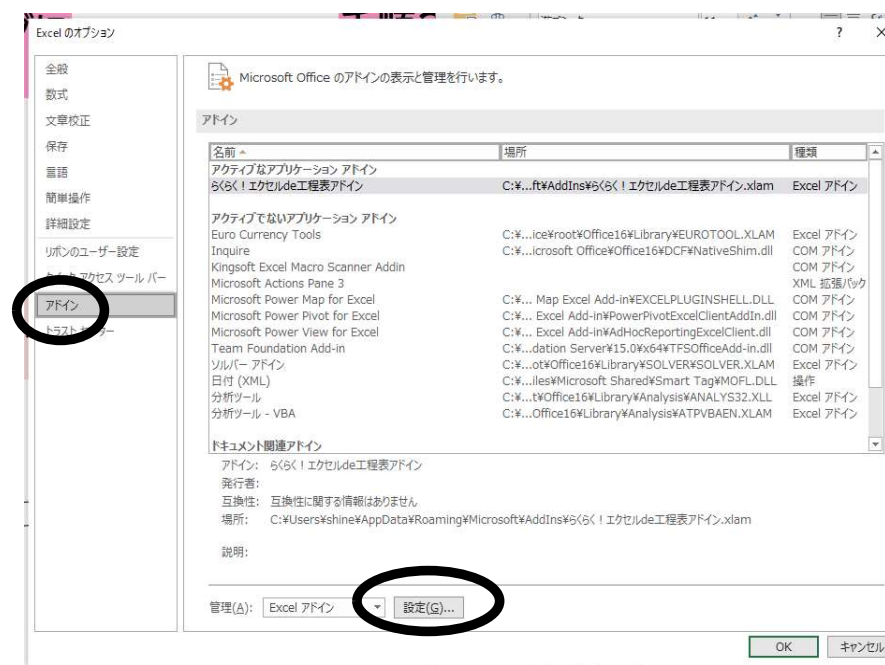 Excel のオプション
? ×
全般
数式
文章校正
保存
言語
簡単操作
詳細設定
リボンのユーザー設定
アクセス ツール バー
アドイン
トラスト
Microsoft Office のアドインの表示と管理を行います。
アドイン
名前 場所 種類
アクティブなアプリケーション アドイン
らくらく！エクセルde工程表アドイン C:¥...ft¥AddIns¥らくらく！エクセルde工程表アドイン.xlam Excel アドイン
アクティブでないアプリケーション アドイン
Euro Currency Tools C:¥...ice¥root¥Office16¥Library¥EUROTOOL.XLAM Excel アドイン
Inquire C:¥...icrosoft Office¥Office16¥DCF¥NativeShim.dll COM アドイン
Kingsoft Excel Macro Scanner Addin COM アドイン
Microsoft Actions Pane 3 XML 拡張パック
Microsoft Power Map for Excel C:¥... Map Excel Add-in¥EXCELPLUGINSHELL.DLL COM アドイン
Microsoft Power Pivot for Excel C:¥... Excel Add-in¥PowerPivotExcelClientAddIn.dll COM アドイン
Microsoft Power View for Excel C:¥... Excel Add-in¥AdHocReportingExcelClient.dll COM アドイン
Team Foundation Add-in C:¥...dation Server¥15.0¥x64¥TFSOfficeAdd-in.dll COM アドイン
ソルバー アドイン C:¥...ot¥Office16¥Library¥SOLVER¥SOLVER.XLAM Excel アドイン
日付 (XML) C:¥...iles¥Microsoft Shared¥Smart Tag¥MOFL.DLL 操作
分析ツール C:¥...t¥Office16¥Library¥Analysis¥ANALYS32.XLL Excel アドイン
分析ツール - VBA C:¥...Office16¥Library¥Analysis¥ATPVBAEN.XLAM Excel アドイン
ドキュメント関連アドイン
アドイン: らくらく！エクセルde工程表アドイン
発行者:
互換性: 互換性に関する情報はありません
場所: C:¥Users¥shine¥AppData¥Roaming¥Microsoft¥AddIns¥らくらく！エクセルde工程表アドイン.xlam
説明:
管理(A): Excel アドイン 設定(G)...
OK キャンセル